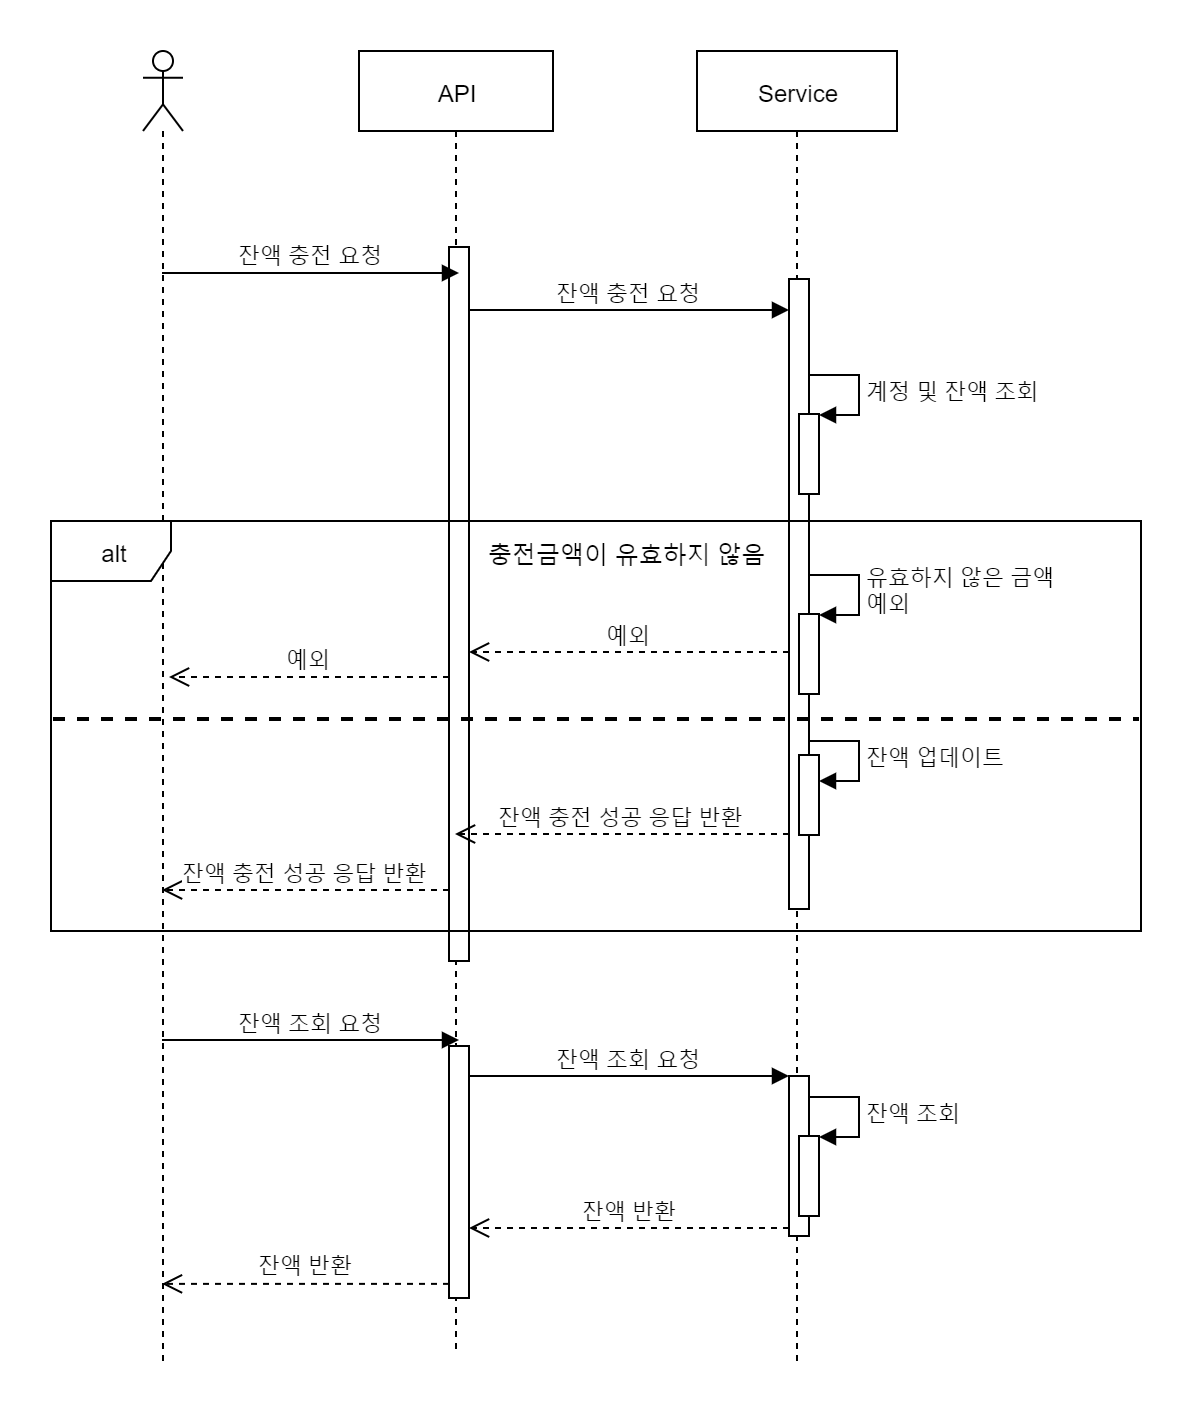 API
Service
잔액 충전 요청
잔액 충전 요청
계정 및 잔액 조회
alt
충전금액이 유효하지 않음
유효하지 않은 금액
예외
예외
예외
잔액 업데이트
잔액 충전 성공 응답 반환
잔액 충전 성공 응답 반환
잔액 조회 요청
잔액 조회 요청
잔액 조회
잔액 반환
잔액 반환